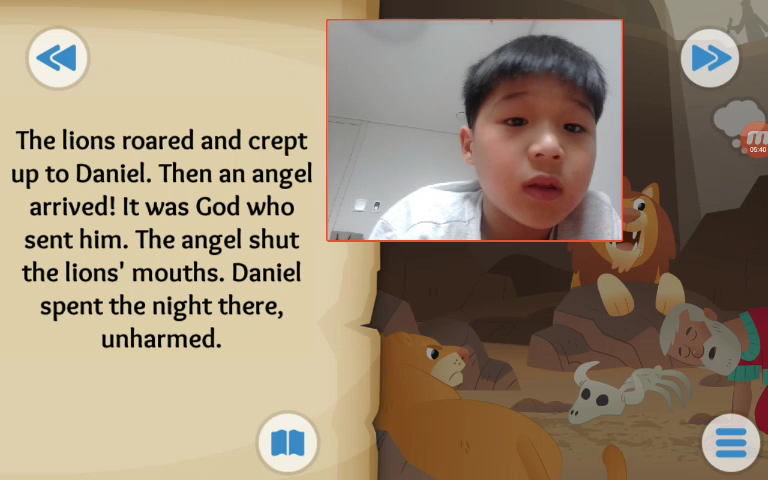 The lions roared and crept
up to Daniel. Then an angel
arrived! It was God who
sent him. The angel shut
the lions' mouths. Daniel
spent the night there,
unharmed.
05:40